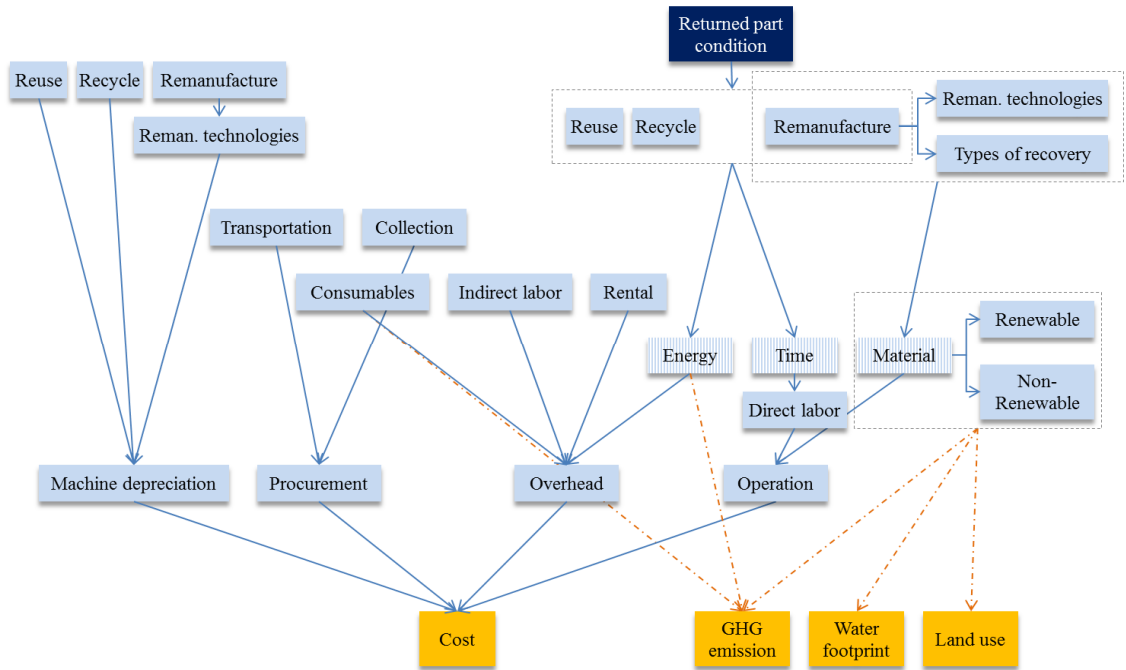 Returned part
condition
Reuse
Recycle
Remanufacture
Reman. technologies
Reuse
Recycle
Remanufacture
Reman. technologies
Types of recovery
Transportation
Collection
Consumables
Indirect labor
Rental
Energy
Time
Material
Renewable
Non-
Renewable
Direct labor
Machine depreciation
Procurement
Overhead
Operation
Cost
GHG
emission
Water
footprint
Land use